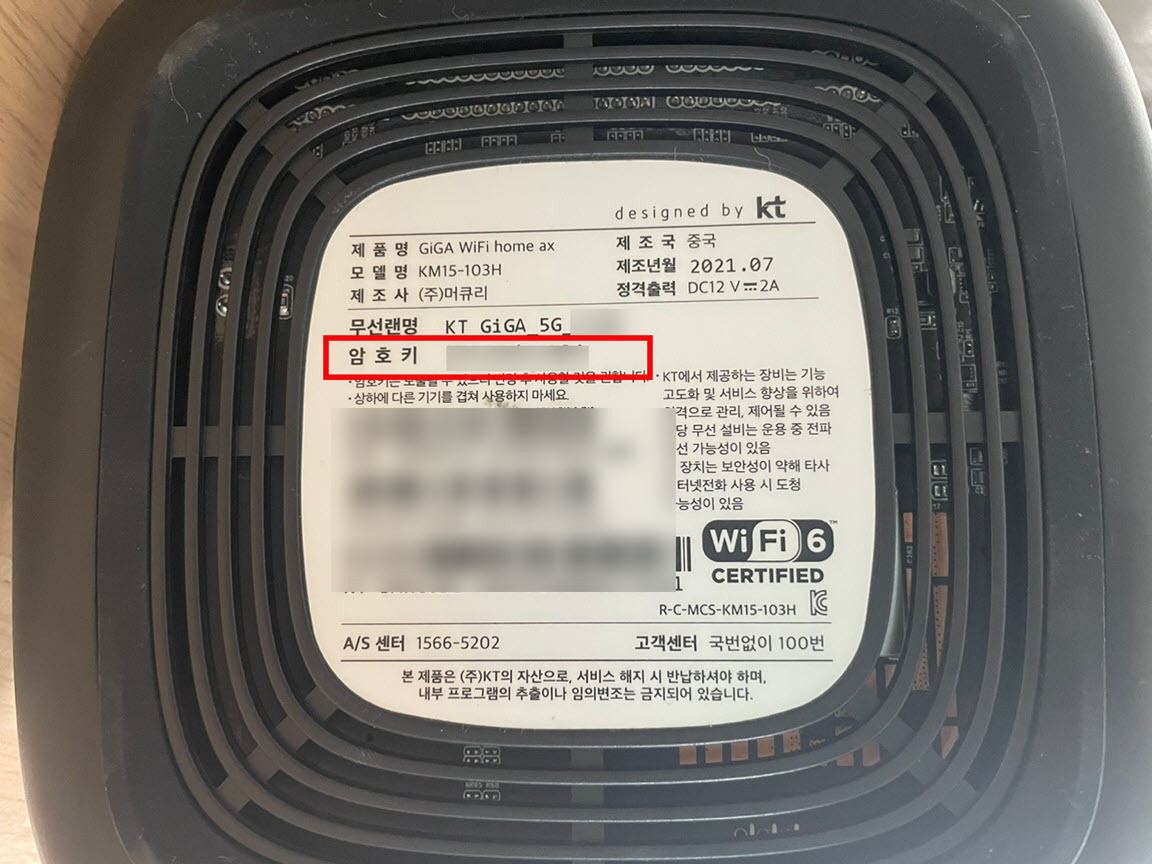 designed by kt
제 품 명 GiGA WiFi home ax
모 델 명 KM15-103H
제 조 사 (주)머큐리
제 조 국 중국
제조년월 2021.07
정격출력 DC12 V⎓2A
무선랜명 KT GiGA_5G_
암 호 키
·상하에 다른 기기를 겹쳐 사용하지 마세요
·KT에서 제공하는 장비는 기능
고도화 및 서비스 향상을 위하여
격으로 관리, 제어될 수 있음
당 무선 설비는 운용 중 전파
선 가능성이 있음
장치는 보안성이 약해 타사
터넷전화 사용 시 도청
능성이 있음
WiFi 6™
CERTIFIED
1
R-C-MCS-KM15-103H
A/S 센터 1566-5202
고객센터 국번없이 100번
본 제품은 (주)KT의 자산으로, 서비스 해지 시 반납하셔야 하며,
내부 프로그램의 추출이나 임의변조는 금지되어 있습니다.